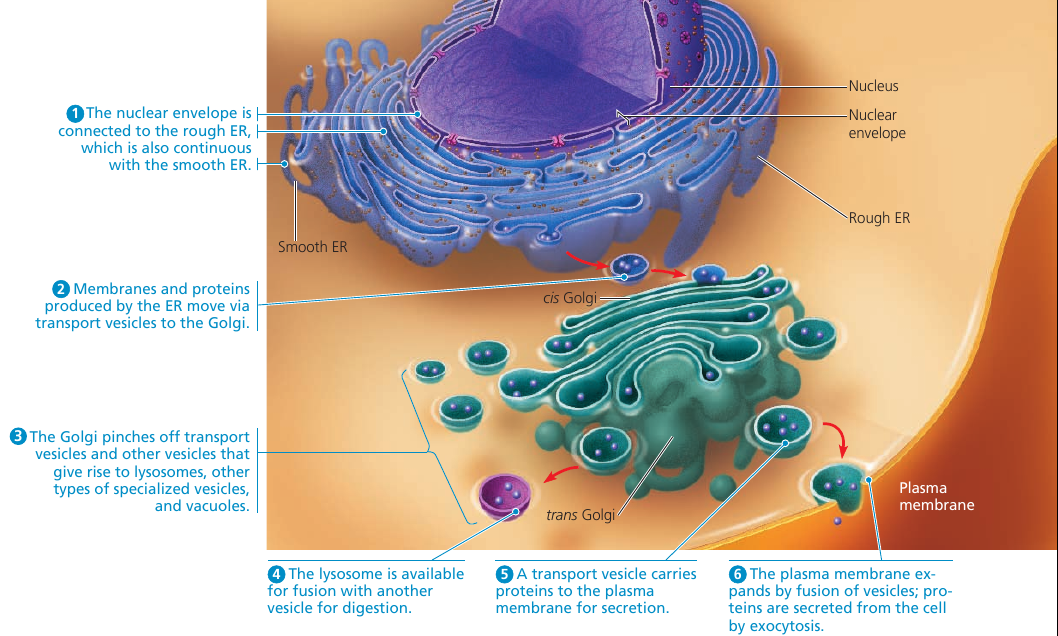 Nucleus
Nuclear
envelope
1 The nuclear envelope is
connected to the rough ER,
which is also continuous
with the smooth ER.
Rough ER
Smooth ER
2 Membranes and proteins
produced by the ER move via
transport vesicles to the Golgi.
cis Golgi
3 The Golgi pinches off transport
vesicles and other vesicles that
give rise to lysosomes, other
types of specialized vesicles,
and vacuoles.
Plasma
membrane
trans Golgi
4 The lysosome is available
for fusion with another
vesicle for digestion.
5 A transport vesicle carries
proteins to the plasma
membrane for secretion.
6 The plasma membrane ex-
pands by fusion of vesicles; pro-
teins are secreted from the cell
by exocytosis.